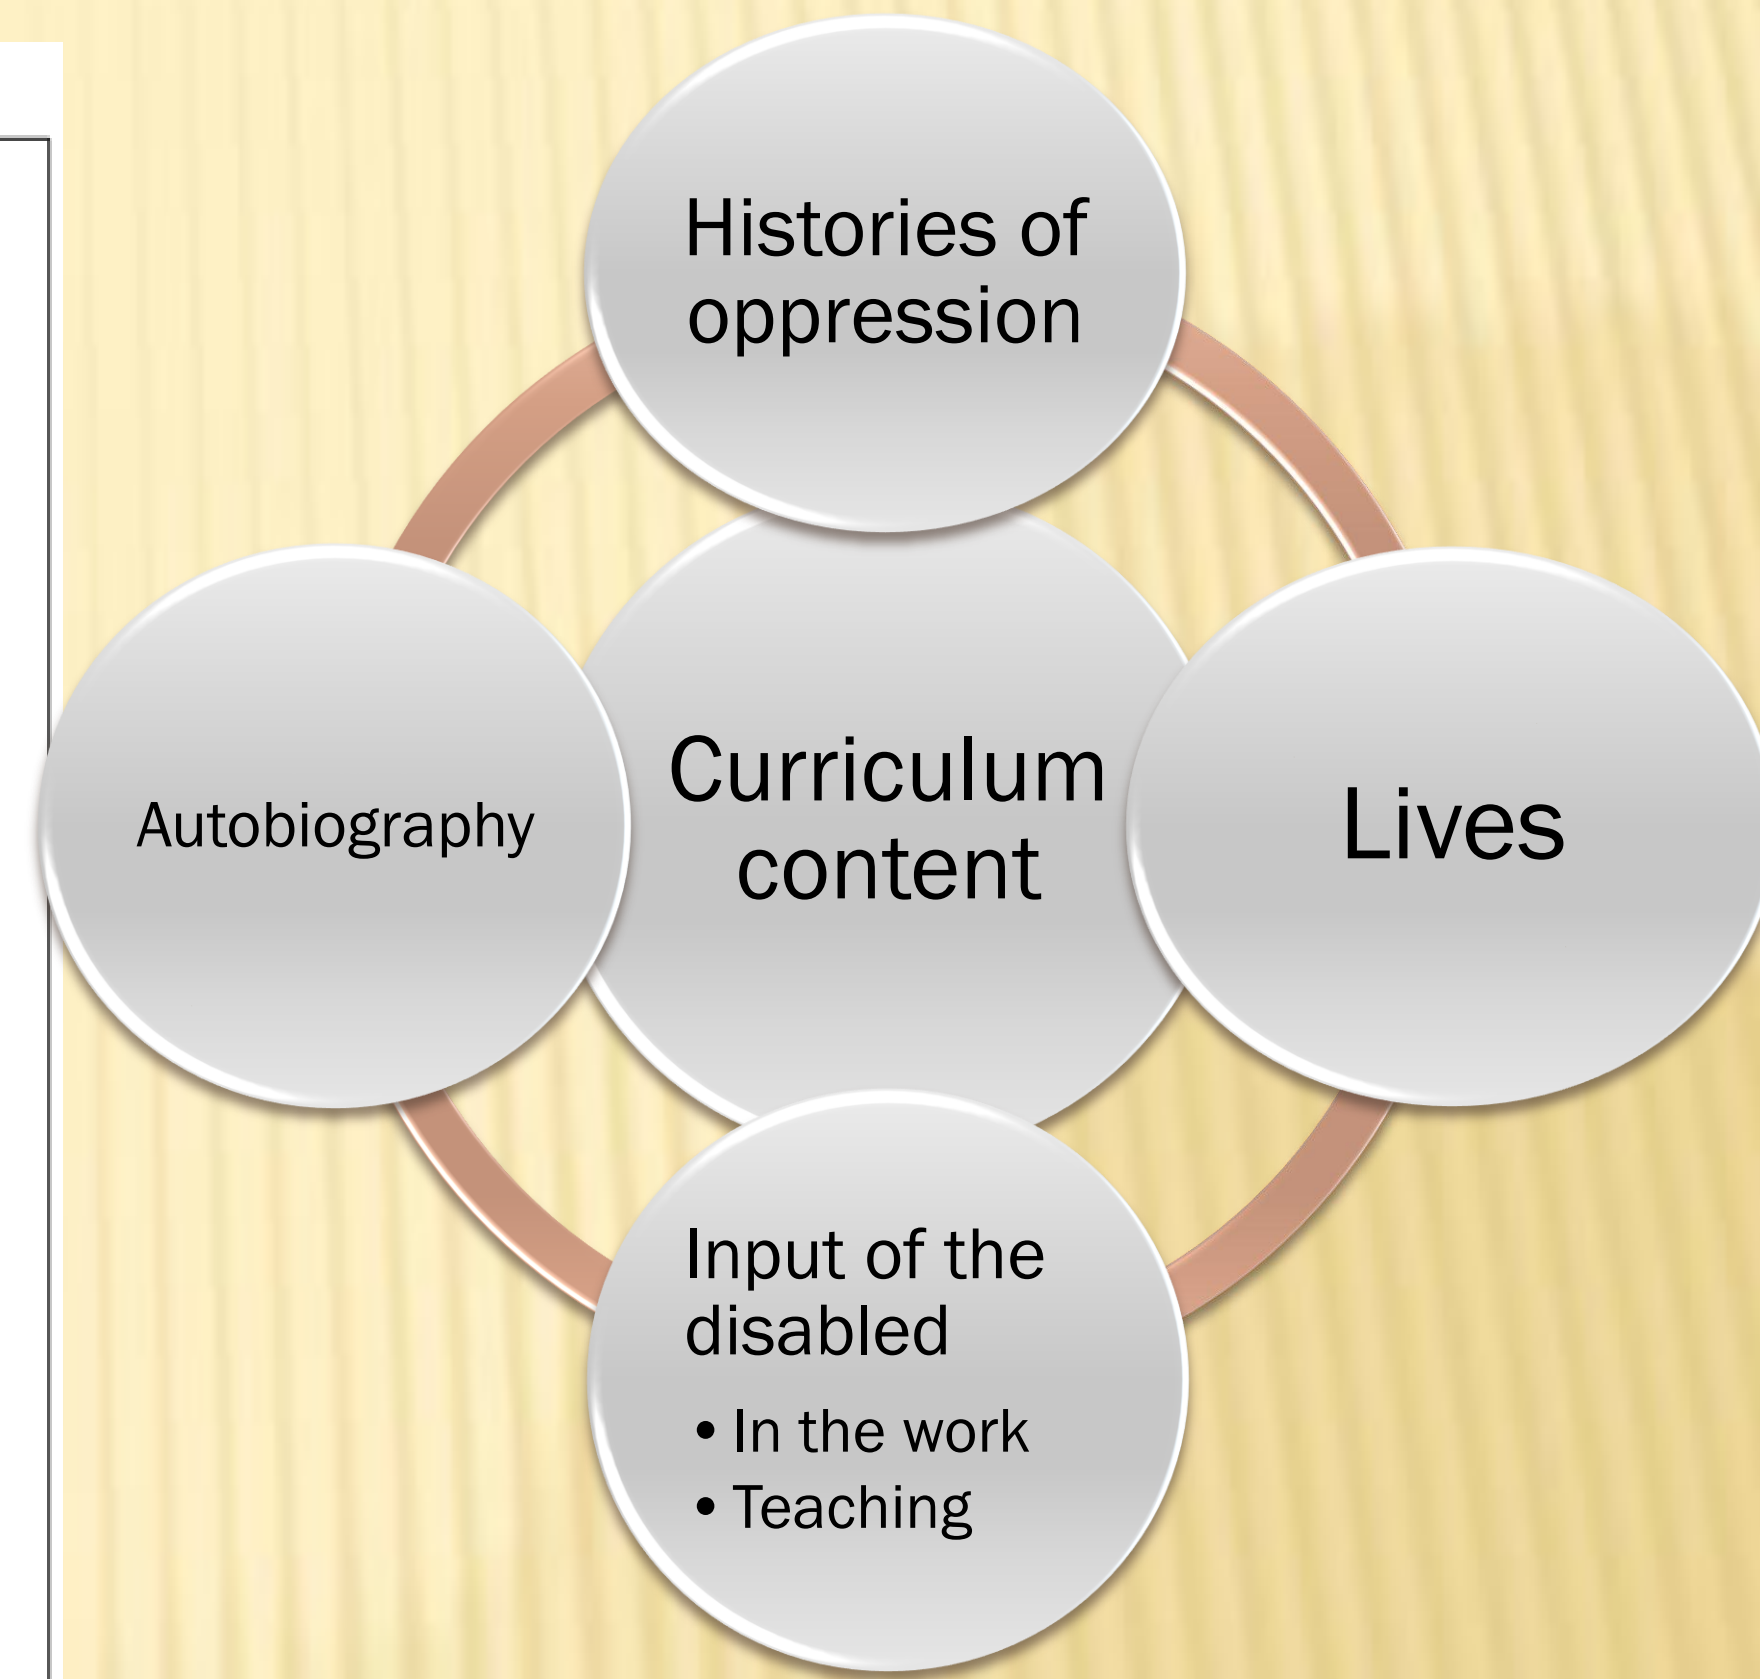 Histories of
oppression
Autobiography
Curriculum
content
Lives
Input of the
disabled
• In the work
• Teaching